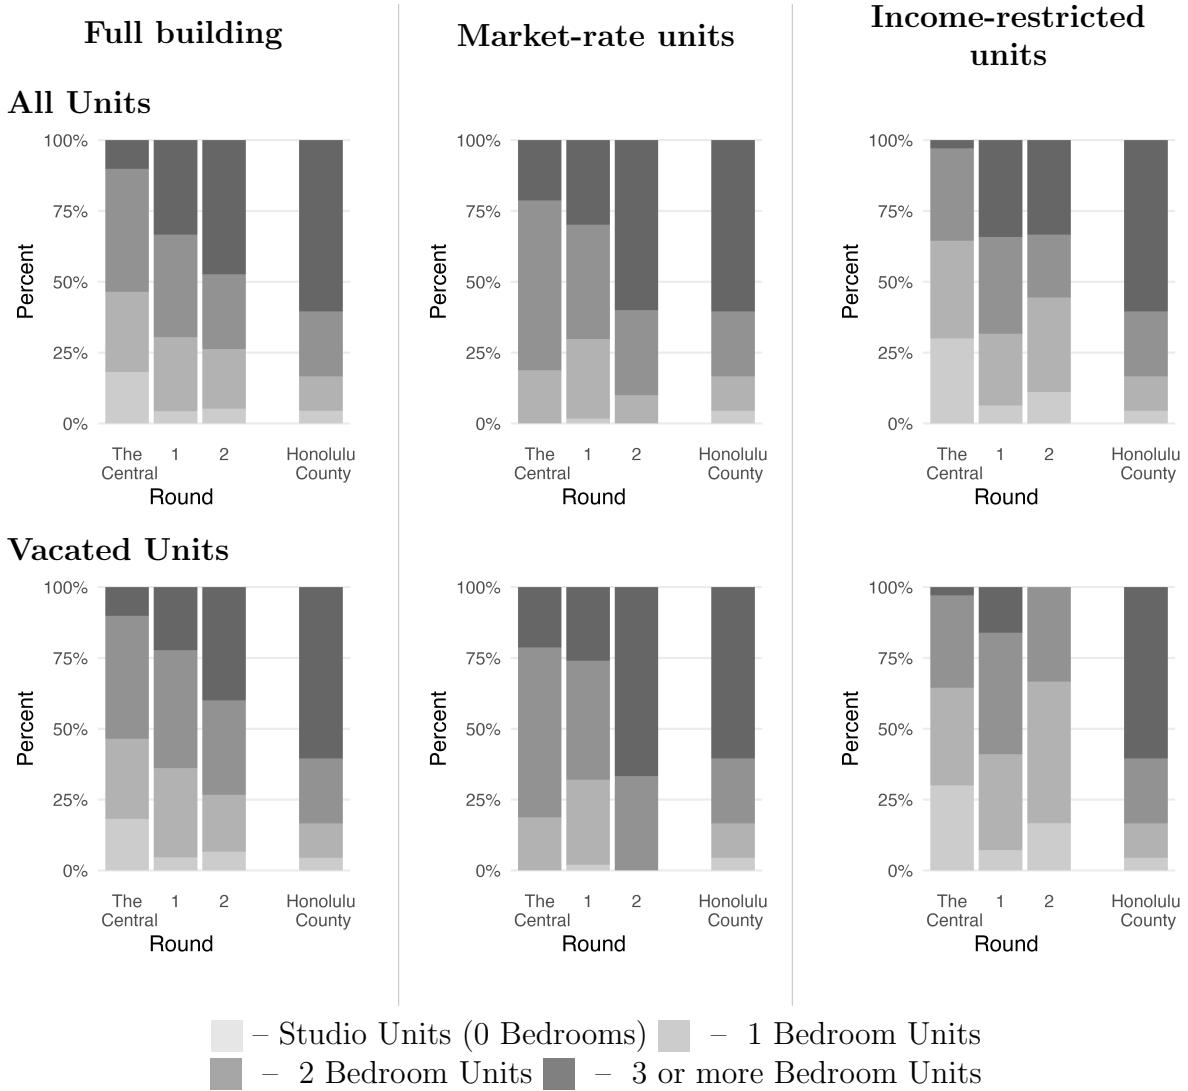 Full building
Market-rate units
Income-restricted
units
All Units
100%
75%
50%
25%
0%
Percent
The
Central
1
2
Honolulu
County
Round
100%
75%
50%
25%
0%
Percent
The
Central
1
2
Honolulu
County
Round
100%
75%
50%
25%
0%
Percent
The
Central
1
2
Honolulu
County
Round
Vacated Units
100%
75%
50%
25%
0%
Percent
The
Central
1
2
Honolulu
County
Round
100%
75%
50%
25%
0%
Percent
The
Central
1
2
Honolulu
County
Round
100%
75%
50%
25%
0%
Percent
The
Central
1
2
Honolulu
County
Round
– Studio Units (0 Bedrooms) – 1 Bedroom Units
– 2 Bedroom Units – 3 or more Bedroom Units